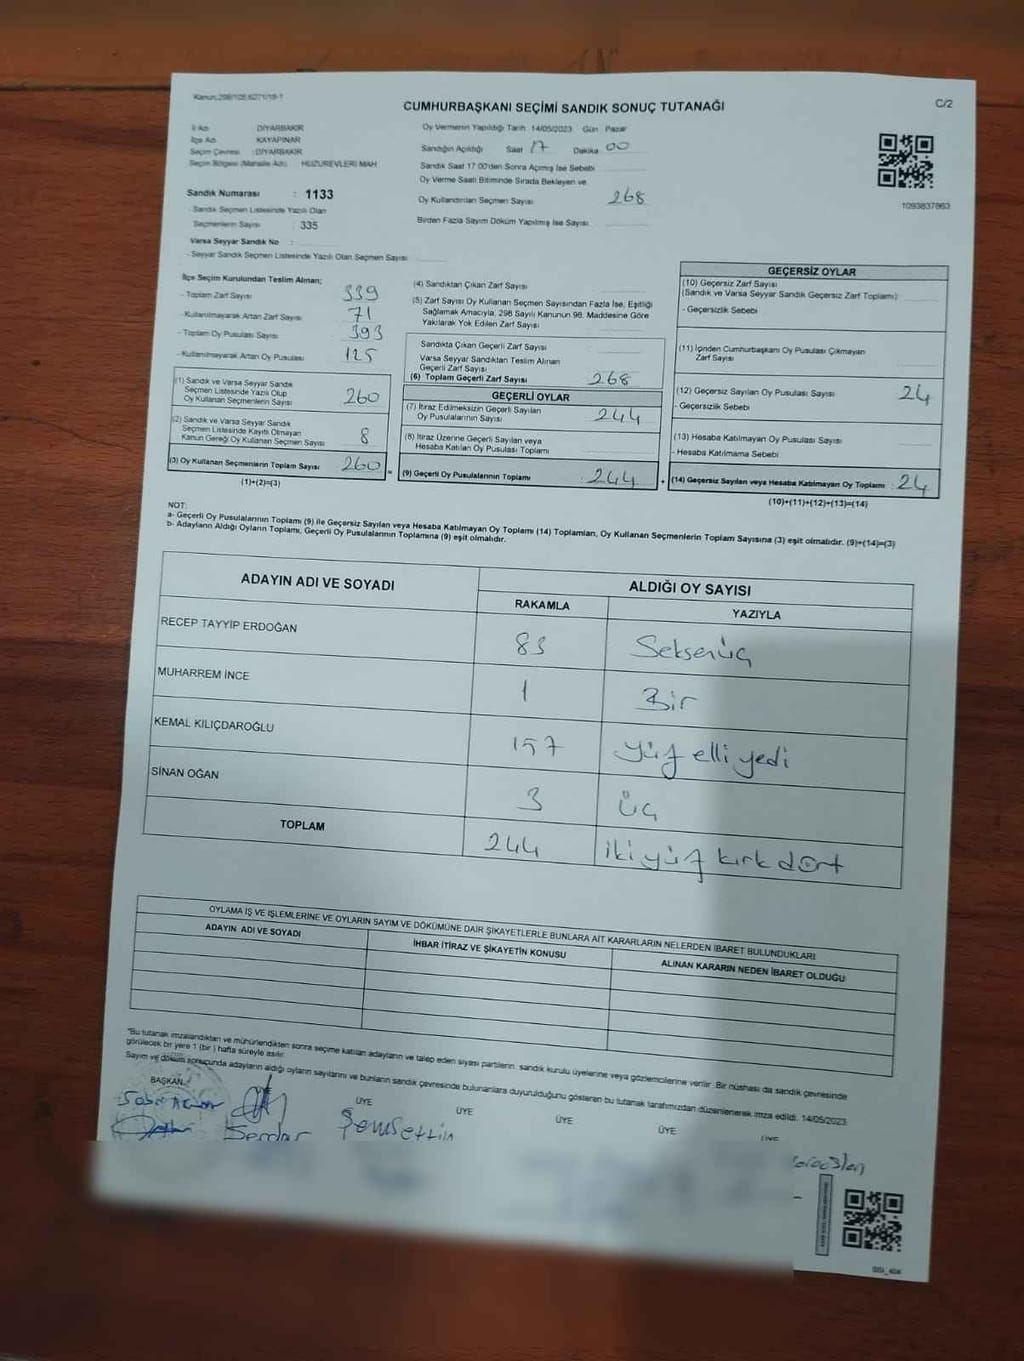 Kanun:298/105;6271/18-1
CUMHURBAŞKANI SEÇİMİ SANDIK SONUÇ TUTANAĞI
C/2
İl Adı : DİYARBAKIR
İlçe Adı : KAYAPINAR
Seçim Çevresi : DİYARBAKIR
Seçim Bölgesi (Mahalle Adı) : HUZUREVLERİ MAH
Sandık Numarası : 1133
- Sandık Seçmen Listesinde Yazılı Olan Seçmenlerin Sayısı : 335
Varsa Seyyar Sandık No :
- Seyyar Sandık Seçmen Listesinde Yazılı Olan Seçmen Sayısı
Oy Vermenin Yapıldığı Tarih 14/05/2023 Gün Pazar
Sandığın Açıldığı Saat 17 Dakika 00
Sandık Saat 17:00'den Sonra Açılmış İse Sebebi
Oy Verme Saati Bitiminde Sırada Bekleyen ve
Oy Kullandırılan Seçmen Sayısı 268
Birden Fazla Sayım Döküm Yapılmış İse Sayısı
1093837863
İlçe Seçim Kurulundan Teslim Alınan;
- Toplam Zarf Sayısı 339
- Kullanılmayarak Artan Zarf Sayısı 71
- Toplam Oy Pusulası Sayısı 393
- Kullanılmayarak Artan Oy Pusulası 125
(1) Sandık ve Varsa Seyyar Sandık
Seçmen Listesinde Yazılı Olup
Oy Kullanan Seçmenlerin Sayısı 260
(2) Sandık ve Varsa Seyyar Sandık
Seçmen Listesinde Kayıtlı Olmayan
Kanun Gereği Oy Kullanan Seçmen Sayısı 8
(3) Oy Kullanan Seçmenlerin Toplam Sayısı 260
(1)+(2)=(3)
(4) Sandıktan Çıkan Zarf Sayısı
(5) Zarf Sayısı Oy Kullanan Seçmen Sayısından Fazla İse, Eşitliği
Sağlamak Amacıyla, 298 Sayılı Kanunun 98. Maddesine Göre
Yakılarak Yok Edilen Zarf Sayısı
Sandıkta Çıkan Geçerli Zarf Sayısı
Varsa Seyyar Sandıktan Teslim Alınan
Geçerli Zarf Sayısı
(6) Toplam Geçerli Zarf Sayısı 268
GEÇERLİ OYLAR
(7) İtiraz Edilmeksizin Geçerli Sayılan
Oy Pusulalarının Sayısı 244
(8) İtiraz Üzerine Geçerli Sayılan veya
Hesaba Katılan Oy Pusulası Toplamı
(9) Geçerli Oy Pusulalarının Toplamı : 244
GEÇERSİZ OYLAR
(10) Geçersiz Zarf Sayısı
(Sandık ve Varsa Seyyar Sandık Geçersiz Zarf Toplamı)
- Geçersizlik Sebebi
(11) İçinden Cumhurbaşkanı Oy Pusulası Çıkmayan
Zarf Sayısı
(12) Geçersiz Sayılan Oy Pusulası Sayısı 24
- Geçersizlik Sebebi
(13) Hesaba Katılmayan Oy Pusulası Sayısı
- Hesaba Katılmama Sebebi
(14) Geçersiz Sayılan veya Hesaba Katılmayan Oy Toplamı : 24
(10)+(11)+(12)+(13)=(14)
NOT:
a- Geçerli Oy Pusulalarının Toplamı (9) ile Geçersiz Sayılan veya Hesaba Katılmayan Oy Toplamı (14) Toplamları, Oy Kullanan Seçmenlerin Toplam Sayısına (3) eşit olmalıdır. (9)+(14)=(3)
b- Adayların Aldığı Oyların Toplamı, Geçerli Oy Pusulalarının Toplamına (9) eşit olmalıdır.
ADAYIN ADI VE SOYADI
ALDIĞI OY SAYISI
RAKAMLA YAZIYLA
RECEP TAYYİP ERDOĞAN 83 Seksenüç
MUHARREM İNCE 1 Bir
KEMAL KILIÇDAROĞLU 157 Yüz elli yedi
SİNAN OĞAN 3 üç
TOPLAM 244 iki yüz kırk dört
OYLAMA İŞ VE İŞLEMLERİNE VE OYLARIN SAYIM VE DÖKÜMÜNE DAİR ŞİKAYETLERLE BUNLARA AİT KARARLARIN NELERDEN İBARET BULUNDUKLARI
ADAYIN ADI VE SOYADI
İHBAR İTİRAZ VE ŞİKAYETİN KONUSU
ALINAN KARARIN NEDEN İBARET OLDUĞU
"Bu tutanak imzalandıktan ve mühürlendikten sonra seçime katılan adayların ve talep eden siyasi partilerin, sandık kurulu üyelerine veya gözlemcilerine verilir. Bir nüshası da sandık çevresinde
görülecek bir yere 1 (bir) hafta süreyle asılır.
Sayım ve döküm sonucunda adayların aldığı oyların sayılarını ve bunların sandık çevresinde bulunanlara duyurulduğunu gösteren bu tutanak tarafımızdan düzenlenerek imza edildi. 14/05/2023
BAŞKAN
ÜYE
ÜYE
ÜYE
ÜYE
ÜYE
Serdar
Şemsettin